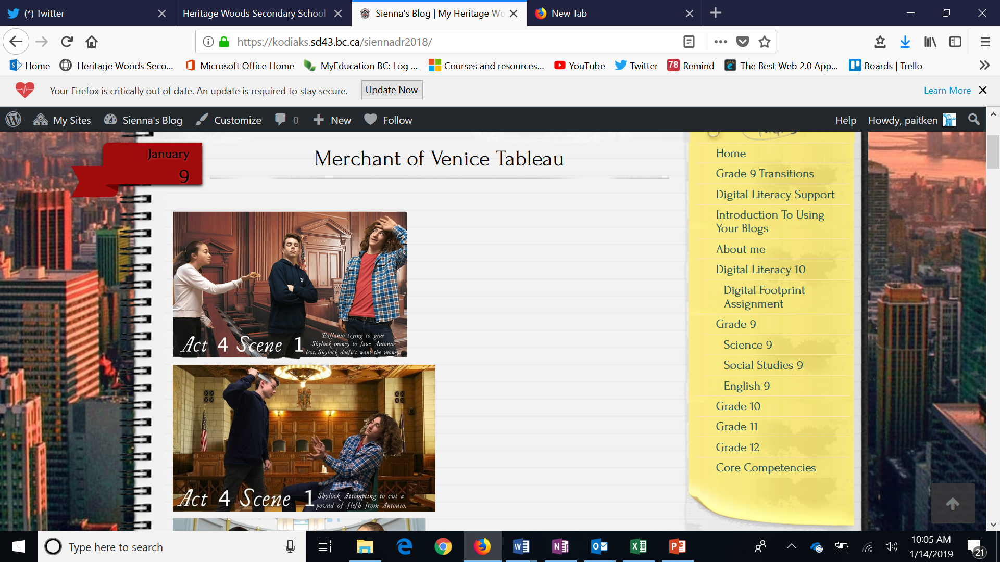 (*) Twitter
Heritage Woods Secondary School
Sienna's Blog | My Heritage Wo
New Tab
https://kodiaks.sd43.bc.ca/siennadr2018/
Home
Heritage Woods Seco...
Microsoft Office Home
MyEducation BC: Log ...
Courses and resources...
YouTube
Twitter
78
Remind
The Best Web 2.0 App...
Boards | Trello
Your Firefox is critically out of date. An update is required to stay secure.
Update Now
Learn More
My Sites
Sienna's Blog
Customize
0
New
Follow
Help
Howdy, paitken
January
9
Merchant of Venice Tableau
Act 4 Scene 1
Baſſanio trying to giue
Shylock money to ſaue Antonio
bvt, Shylock doeſn't want the money.
Act 4 Scene 1
Shylock Attempting to cvt a
povnd of fleſh from Antonio.
Home
Grade 9 Transitions
Digital Literacy Support
Introduction To Using
Your Blogs
About me
Digital Literacy 10
Digital Footprint
Assignment
Grade 9
Science 9
Social Studies 9
English 9
Grade 10
Grade 11
Grade 12
Core Competencies
Type here to search
10:05 AM
1/14/2019
21